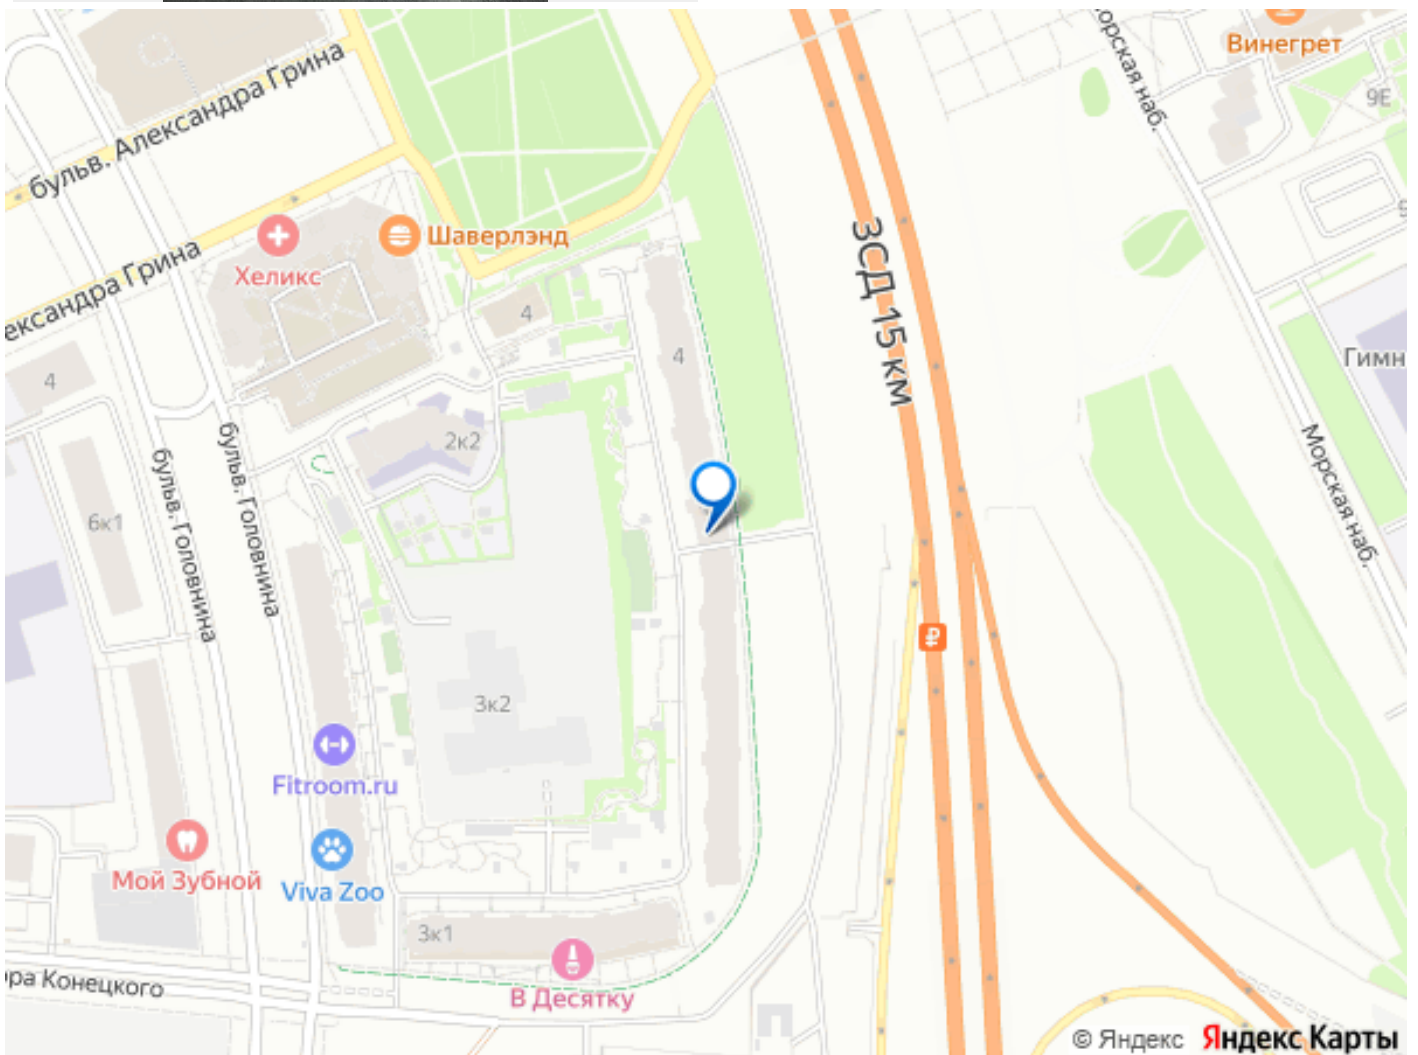 Винегрет
9Е
Морская наб.
бульв. Александра Грина
Шаверлэнд
Хеликс
ександра Грина
ЗСД 15 км
4
4
4
Гимн
2к2
бульв. Головнина
бульв. Головнина
6к1
Морская наб.
₽
3к2
Fitroom.ru
Мой Зубной
Viva Zoo
3к1
ра Конецкого
В Десятку
© Яндекс Яндекс Карты